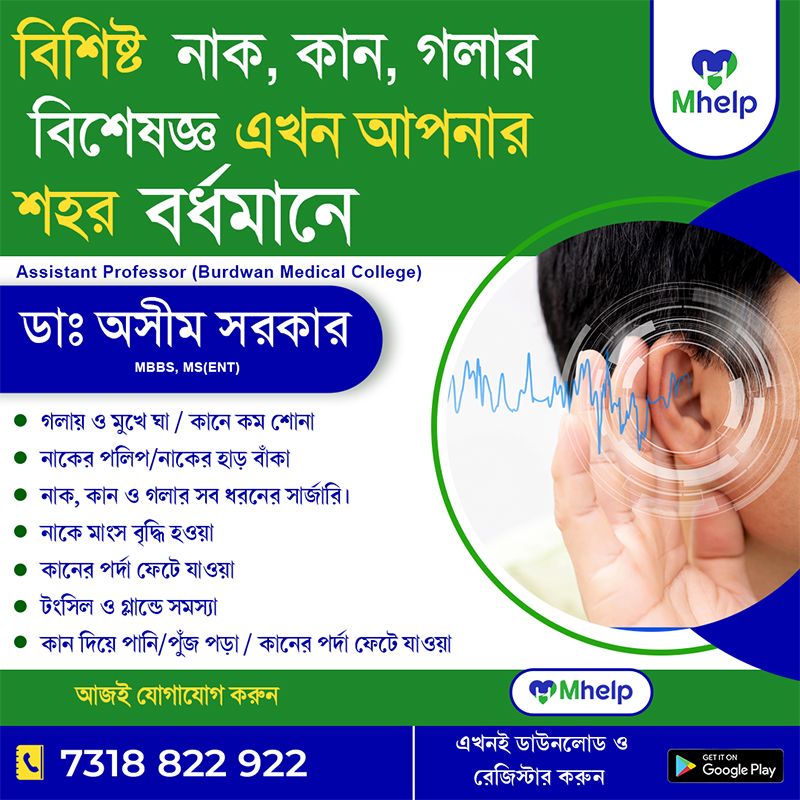 বিশিষ্ট নাক, কান, গলার
Mhelp
বিশেষজ্ঞ এখন আপনার
শহর বর্ধমানে
Assistant Professor (Burdwan Medical College)
ডাঃ অসীম সরকার
MBBS, MS(ENT)
গলায় ও মুখে ঘা / কানে কম শোনা
নাকের পলিপ/নাকের হাড় বাঁকা
নাক, কান ও গলার সব ধরনের সার্জারি।
নাকে মাংস বৃদ্ধি হওয়া
কানের পর্দা ফেটে যাওয়া
টংসিল ও গ্লান্ডে সমস্যা
কান দিয়ে পানি/পুঁজ পড়া / কানের পর্দা ফেটে যাওয়া
আজই যোগাযোগ করুন
Mhelp
7318 822 922
এখনই ডাউনলোড ও
রেজিস্টার করুন
GET IT ON
Google Play